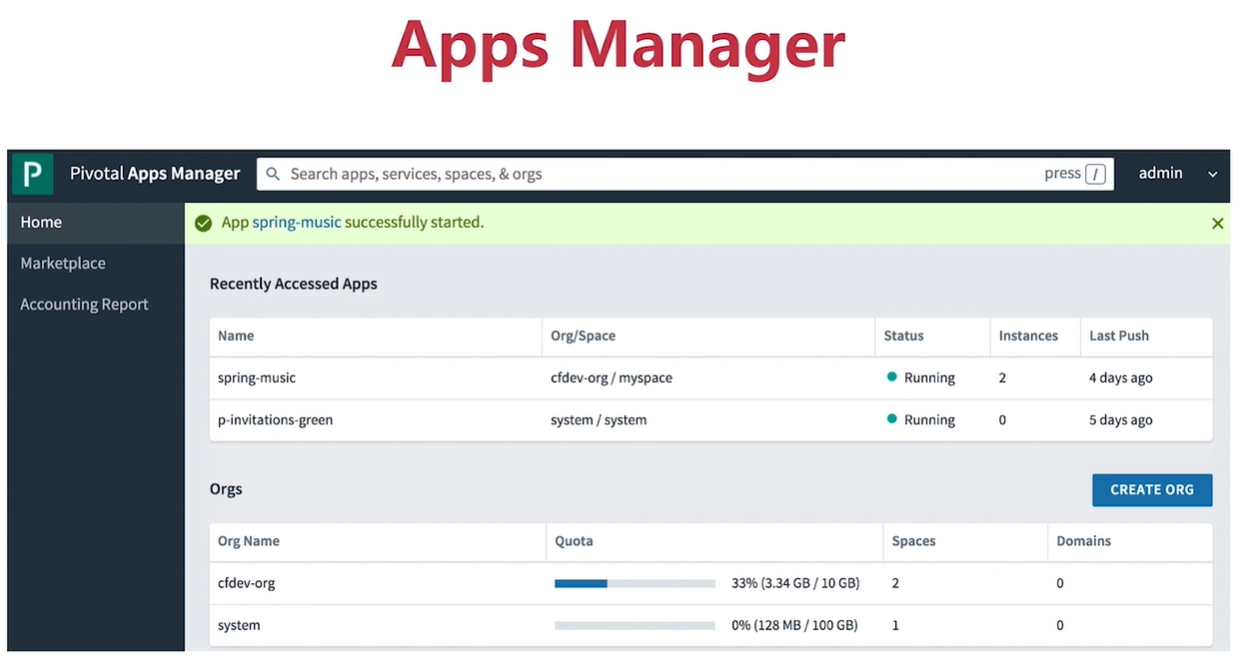 Apps Manager
P Pivotal Apps Manager Search apps, services, spaces, & orgs press / admin
Home
App spring-music successfully started.
Marketplace
Accounting Report
Recently Accessed Apps
Name Org/Space Status Instances Last Push
spring-music cfdev-org / myspace Running 2 4 days ago
p-invitations-green system / system Running 0 5 days ago
Orgs CREATE ORG
Org Name Quota Spaces Domains
cfdev-org 33% (3.34 GB / 10 GB) 2 0
system 0% (128 MB / 100 GB) 1 0